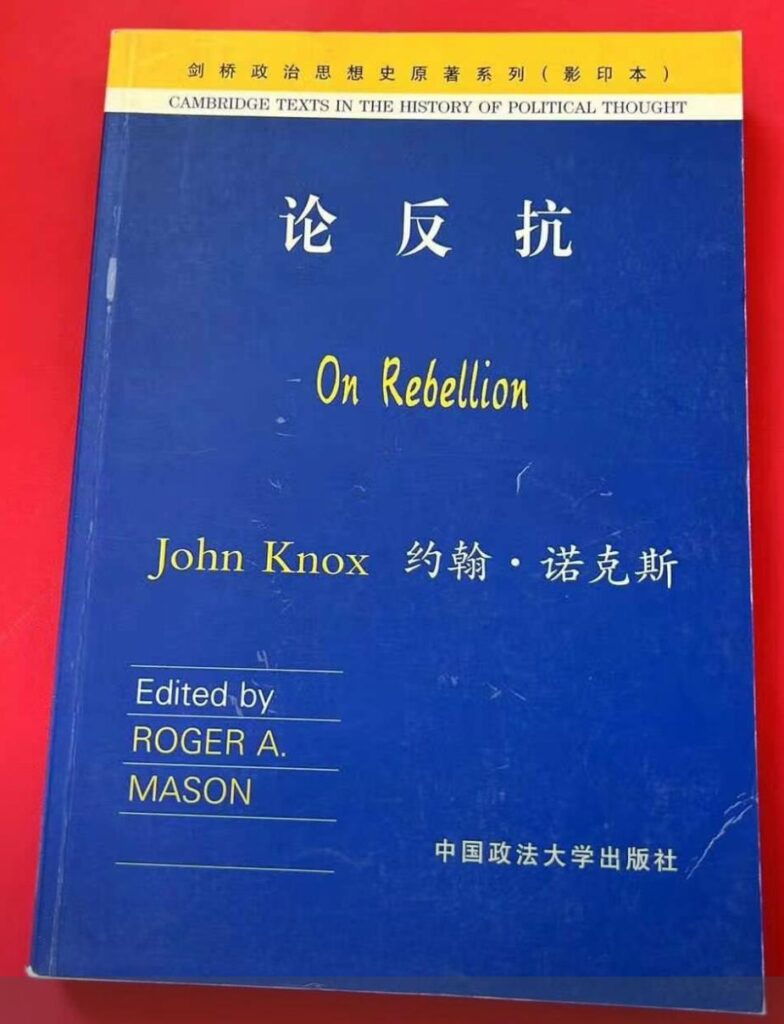 剑桥政治思想史原著系列(影印本)
CAMBRIDGE TEXTS IN THE HISTORY OF POLITICAL THOUGHT
论反抗
On Rebellion
John Knox 约翰·诺克斯
Edited by
ROGER A.
MASON
中国政法大学出版社